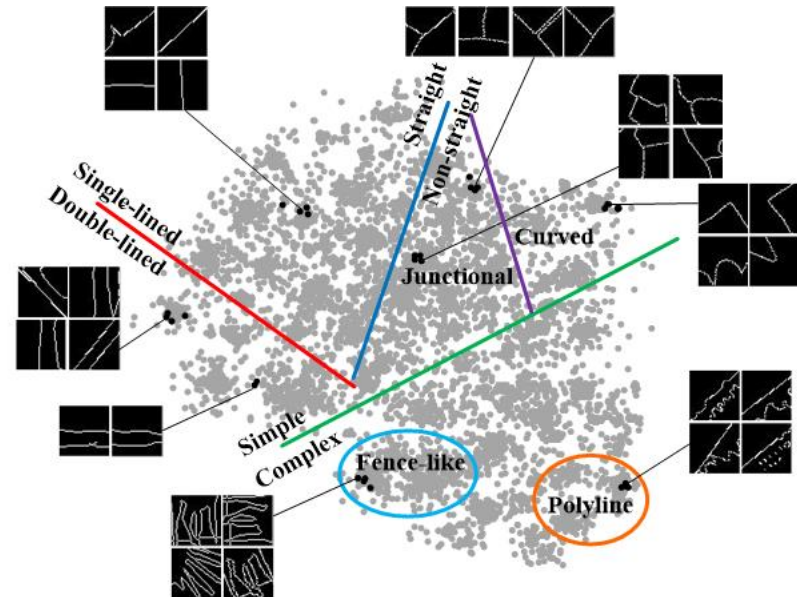 Straight
Non-straight
Single-lined
Double-lined
Curved
Junctional
Simple
Complex
Fence-like
Polyline